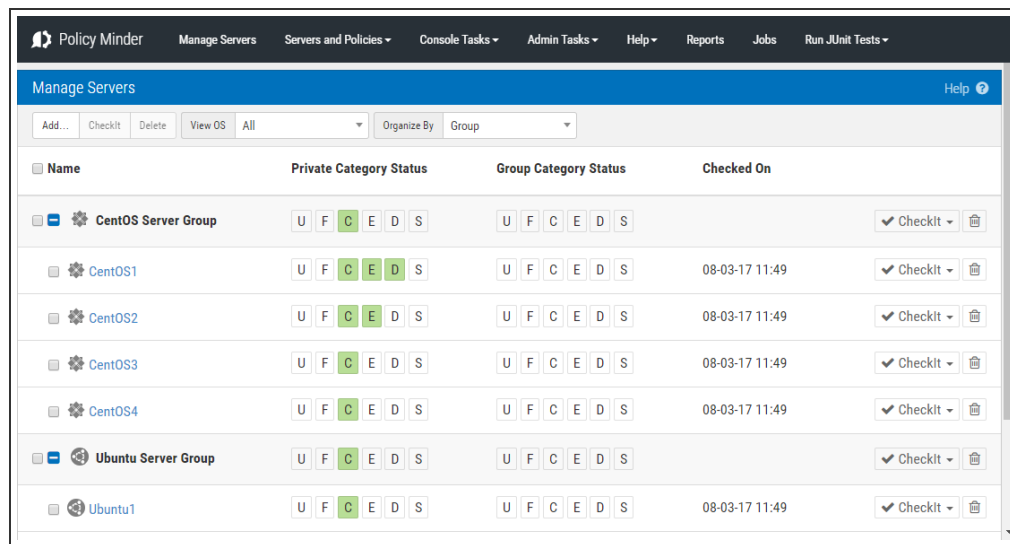 Policy Minder Manage Servers Servers and Policies Console Tasks Admin Tasks Help Reports Jobs Run JUnit Tests
Manage Servers Help
Add... CheckIt Delete View OS All Organize By Group
Name Private Category Status Group Category Status Checked On
CentOS Server Group U F C E D S U F C E D S CheckIt
CentOS1 U F C E D S U F C E D S 08-03-17 11:49 CheckIt
CentOS2 U F C E D S U F C E D S 08-03-17 11:49 CheckIt
CentOS3 U F C E D S U F C E D S 08-03-17 11:49 CheckIt
CentOS4 U F C E D S U F C E D S 08-03-17 11:49 CheckIt
Ubuntu Server Group U F C E D S U F C E D S CheckIt
Ubuntu1 U F C E D S U F C E D S 08-03-17 11:49 CheckIt